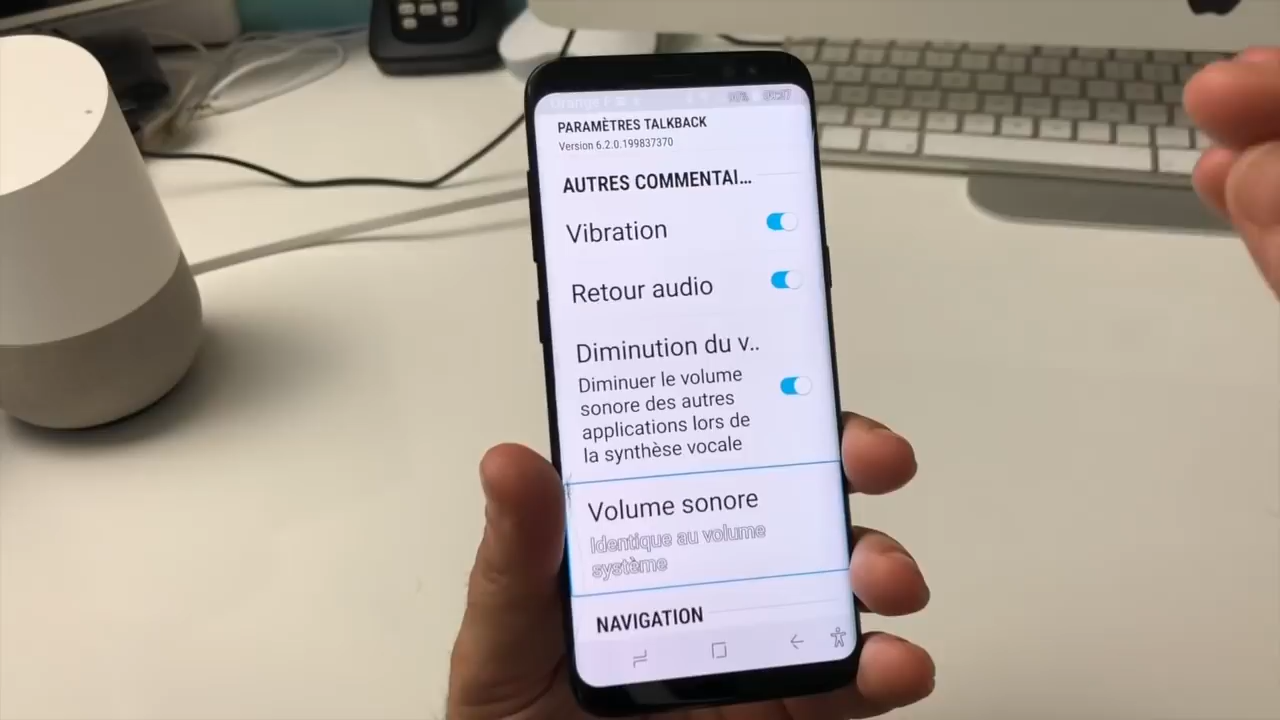 Orange F
PARAMÈTRES TALKBACK
Version 6.2.0.199837370
AUTRES COMMENTAI...
Vibration
Retour audio
Diminution du v..
Diminuer le volume
sonore des autres
applications lors de
la synthèse vocale
Volume sonore
Identique au volume
système
NAVIGATION